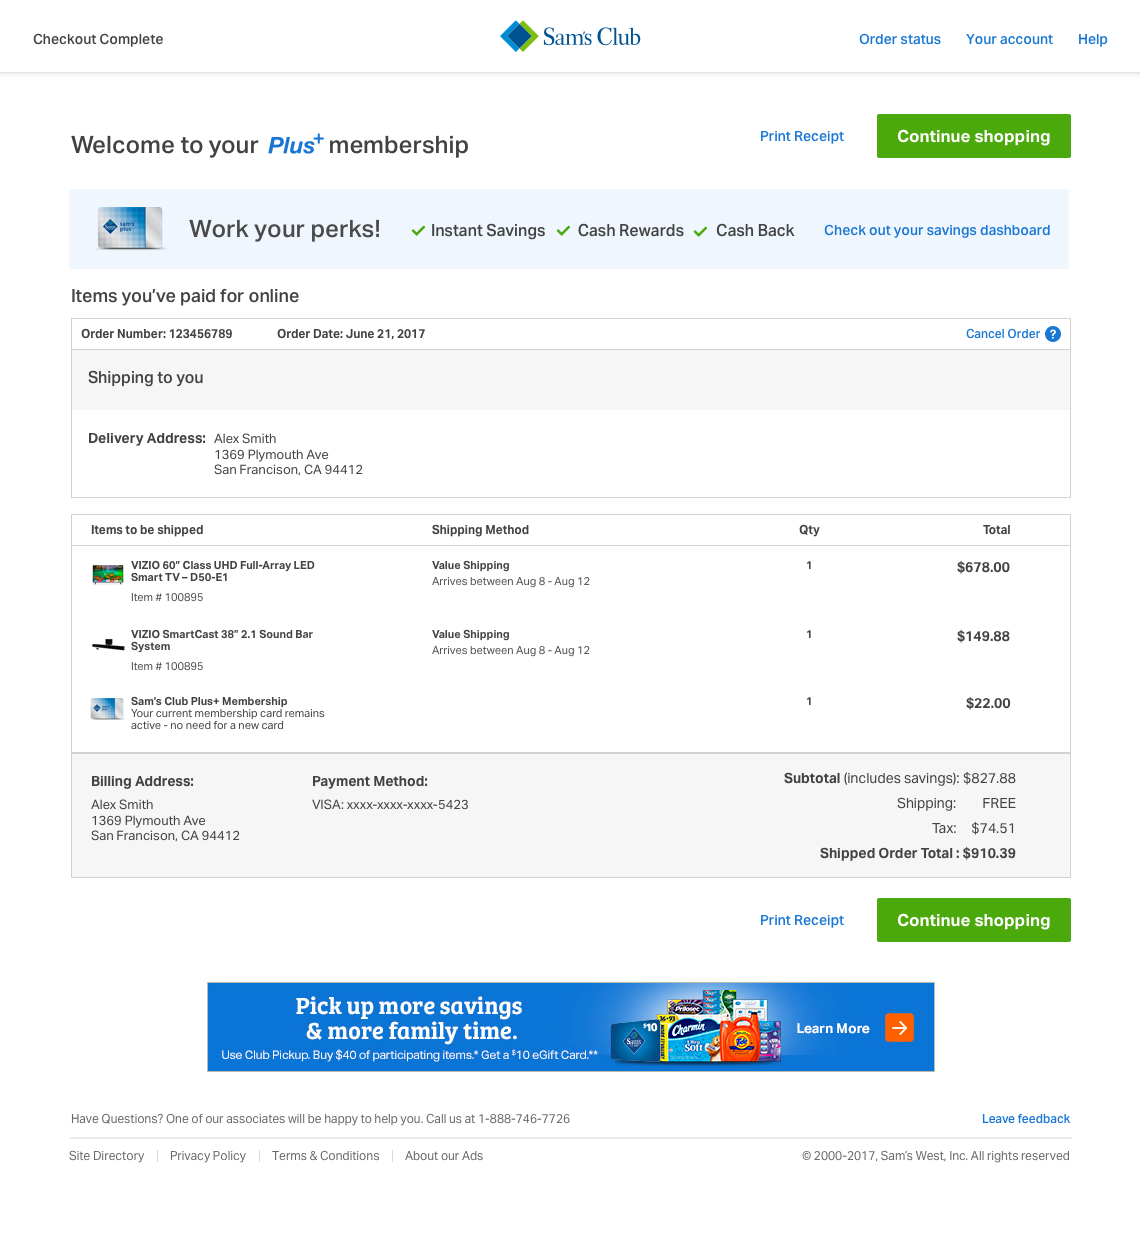 Checkout Complete
Sam's Club
Order status
Your account
Help
Welcome to your Plus+ membership
Print Receipt
Continue shopping
sam's
plus
Work your perks!
Instant Savings
Cash Rewards
Cash Back
Check out your savings dashboard
Items you've paid for online
Order Number: 123456789
Order Date: June 21, 2017
Cancel Order ?
Shipping to you
Delivery Address: Alex Smith
1369 Plymouth Ave
San Francison, CA 94412
Items to be shipped
Shipping Method
Qty
Total
VIZIO 60” Class UHD Full-Array LED
Smart TV – D50-E1
Item # 100895
Value Shipping
Arrives between Aug 8 - Aug 12
1
$678.00
VIZIO SmartCast 38” 2.1 Sound Bar
System
Item # 100895
Value Shipping
Arrives between Aug 8 - Aug 12
1
$149.88
Sam's Club Plus+ Membership
Your current membership card remains
active - no need for a new card
1
$22.00
Billing Address:
Alex Smith
1369 Plymouth Ave
San Francison, CA 94412
Payment Method:
VISA: xxxx-xxxx-xxxx-5423
Subtotal (includes savings): $827.88
Shipping: FREE
Tax: $74.51
Shipped Order Total : $910.39
Print Receipt
Continue shopping
Pick up more savings
& more family time.
Use Club Pickup. Buy $40 of participating items.* Get a $10 eGift Card.**
$10
Sam's
Prilosec
Charmin
Soft
Tide
Learn More
Have Questions? One of our associates will be happy to help you. Call us at 1-888-746-7726
Leave feedback
Site Directory
Privacy Policy
Terms & Conditions
About our Ads
© 2000-2017, Sam's West, Inc. All rights reserved